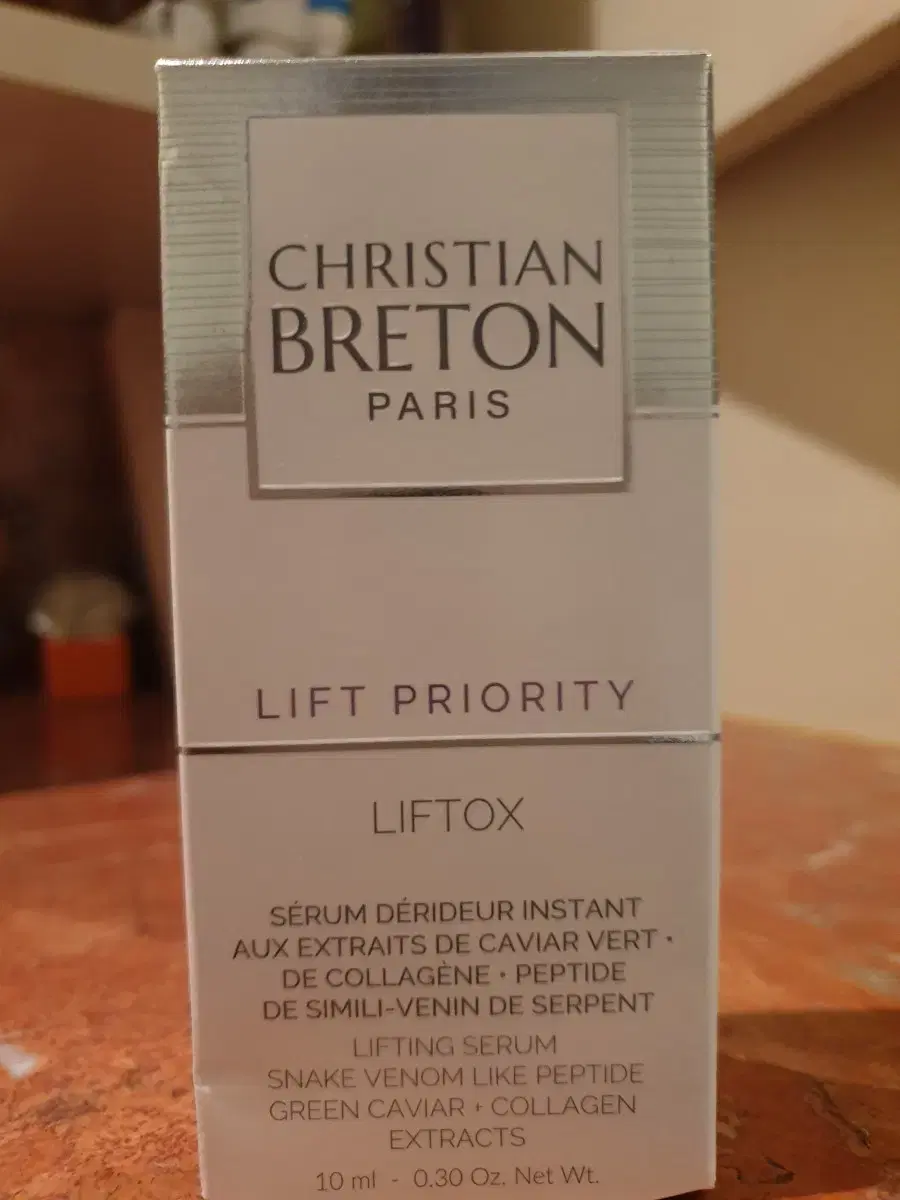 CHRISTIAN
BRETON
PARIS
LIFT PRIORITY
LIFTOX
SÉRUM DÉRIDEUR INSTANT
AUX EXTRAITS DE CAVIAR VERT •
DE COLLAGÈNE • PEPTIDE
DE SIMILI-VENIN DE SERPENT
LIFTING SERUM
SNAKE VENOM LIKE PEPTIDE
GREEN CAVIAR + COLLAGEN
EXTRACTS
10 ml - 0.30 Oz. Net Wt.